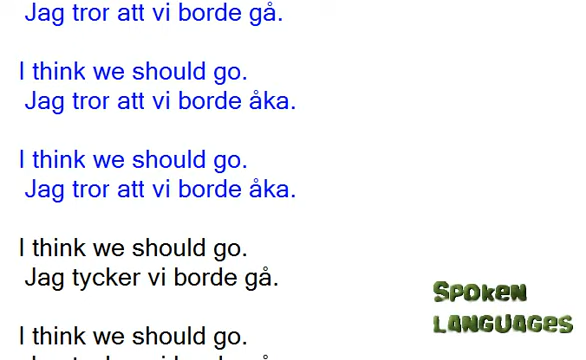 Jag tror att vi borde gå.
I think we should go.
Jag tror att vi borde åka.
I think we should go.
Jag tror att vi borde åka.
I think we should go.
Jag tycker vi borde gå.
I think we should go.
Spoken
Languages